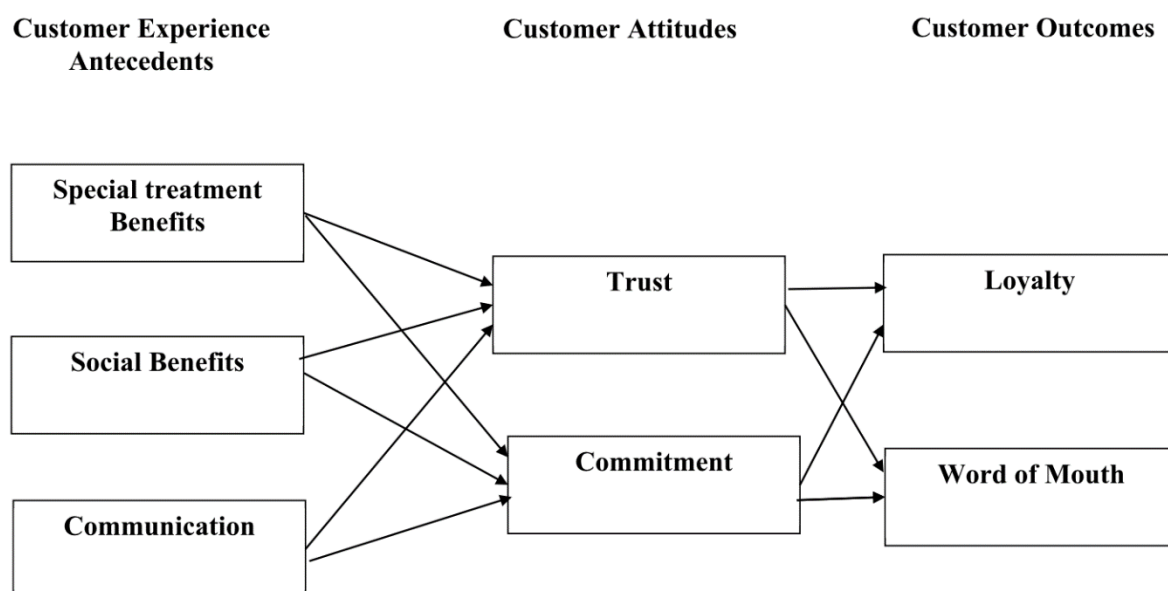 Customer Experience
Antecedents
Customer Attitudes
Customer Outcomes
Special treatment
Benefits
Social Benefits
Communication
Trust
Commitment
Loyalty
Word of Mouth